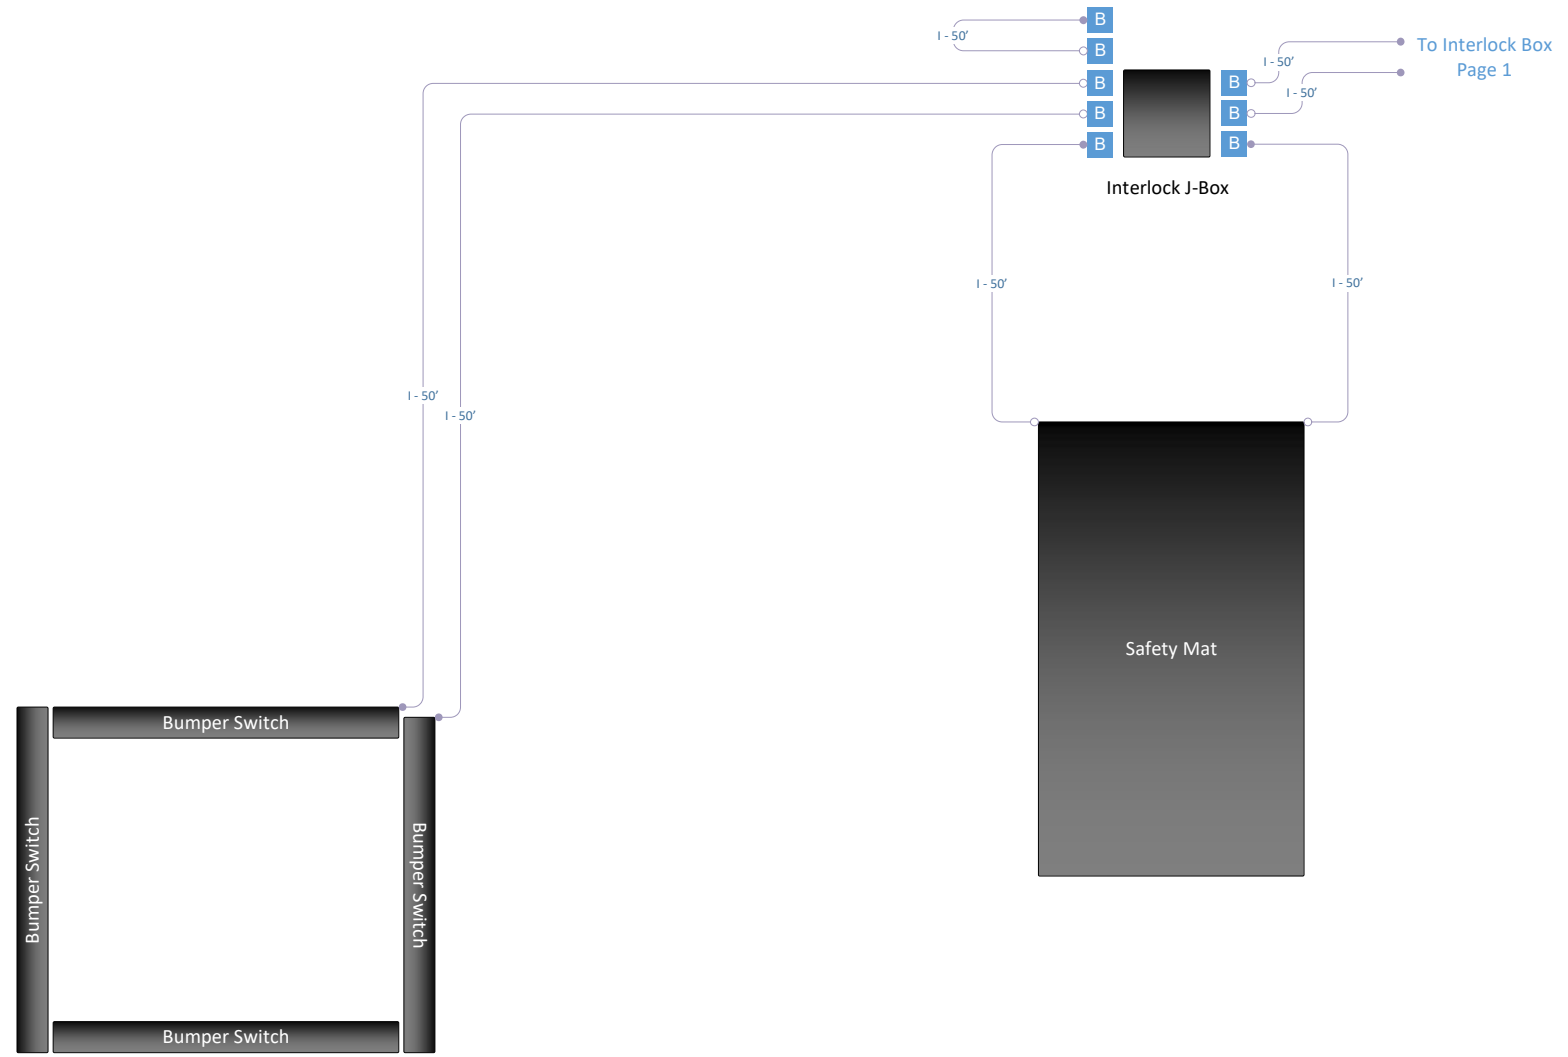 B
I - 50’
B
To Interlock Box
Page 1
I - 50’
B
B
I - 50’
B
B
B
B
Interlock J-Box
I - 50’
I - 50’
I - 50’
I - 50’
Safety Mat
Bumper Switch
Bumper Switch
Bumper Switch
Bumper Switch